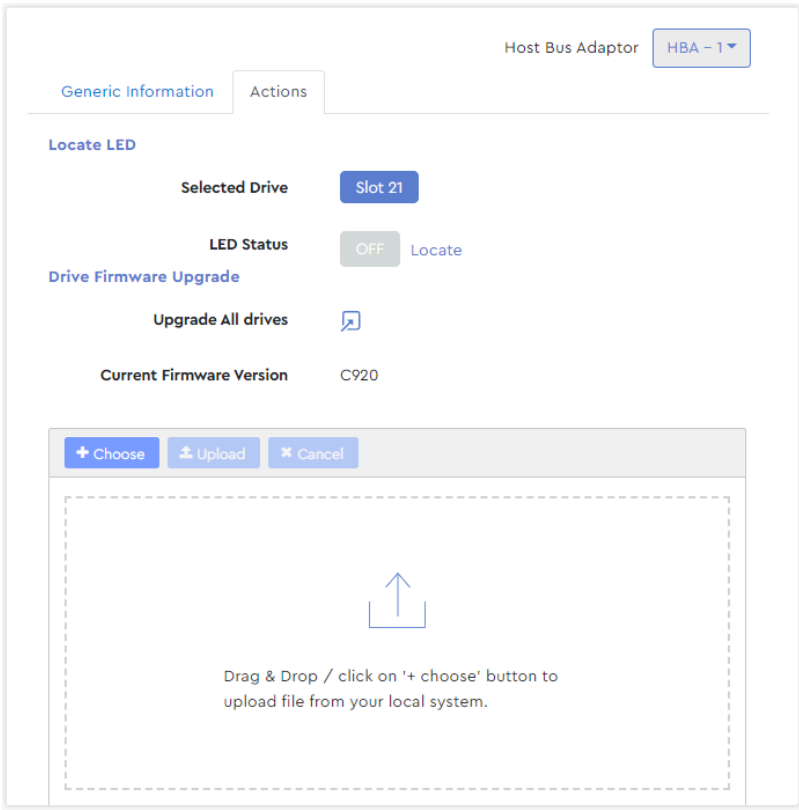 Host Bus Adaptor HBA - 1
Generic Information Actions
Locate LED
Selected Drive Slot 21
LED Status OFF Locate
Drive Firmware Upgrade
Upgrade All drives
Current Firmware Version C920
+ Choose Upload × Cancel
Drag & Drop / click on '+ choose' button to
upload file from your local system.